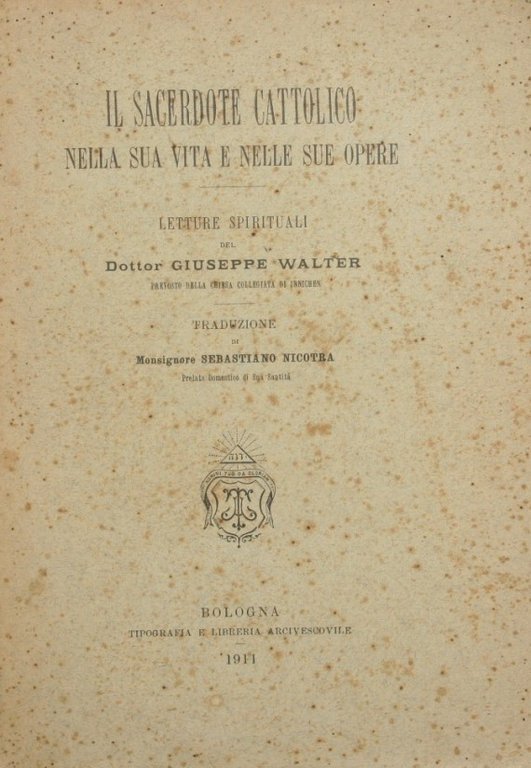 IL SACERDOTE CATTOLICO
NELLA SUA VITA E NELLE SUE OPERE
LETTURE SPIRITUALI
DEL
Dottor GIUSEPPE WALTER
PREVOSTO DELLA CHIESA COLLEGIATA DI INNICHEN
TRADUZIONE
DI
Monsignore SEBASTIANO NICOTRA
Prelato Domestico di Sua Santità
BOLOGNA
TIPOGRAFIA E LIBRERIA ARCIVESCOVILE
1911